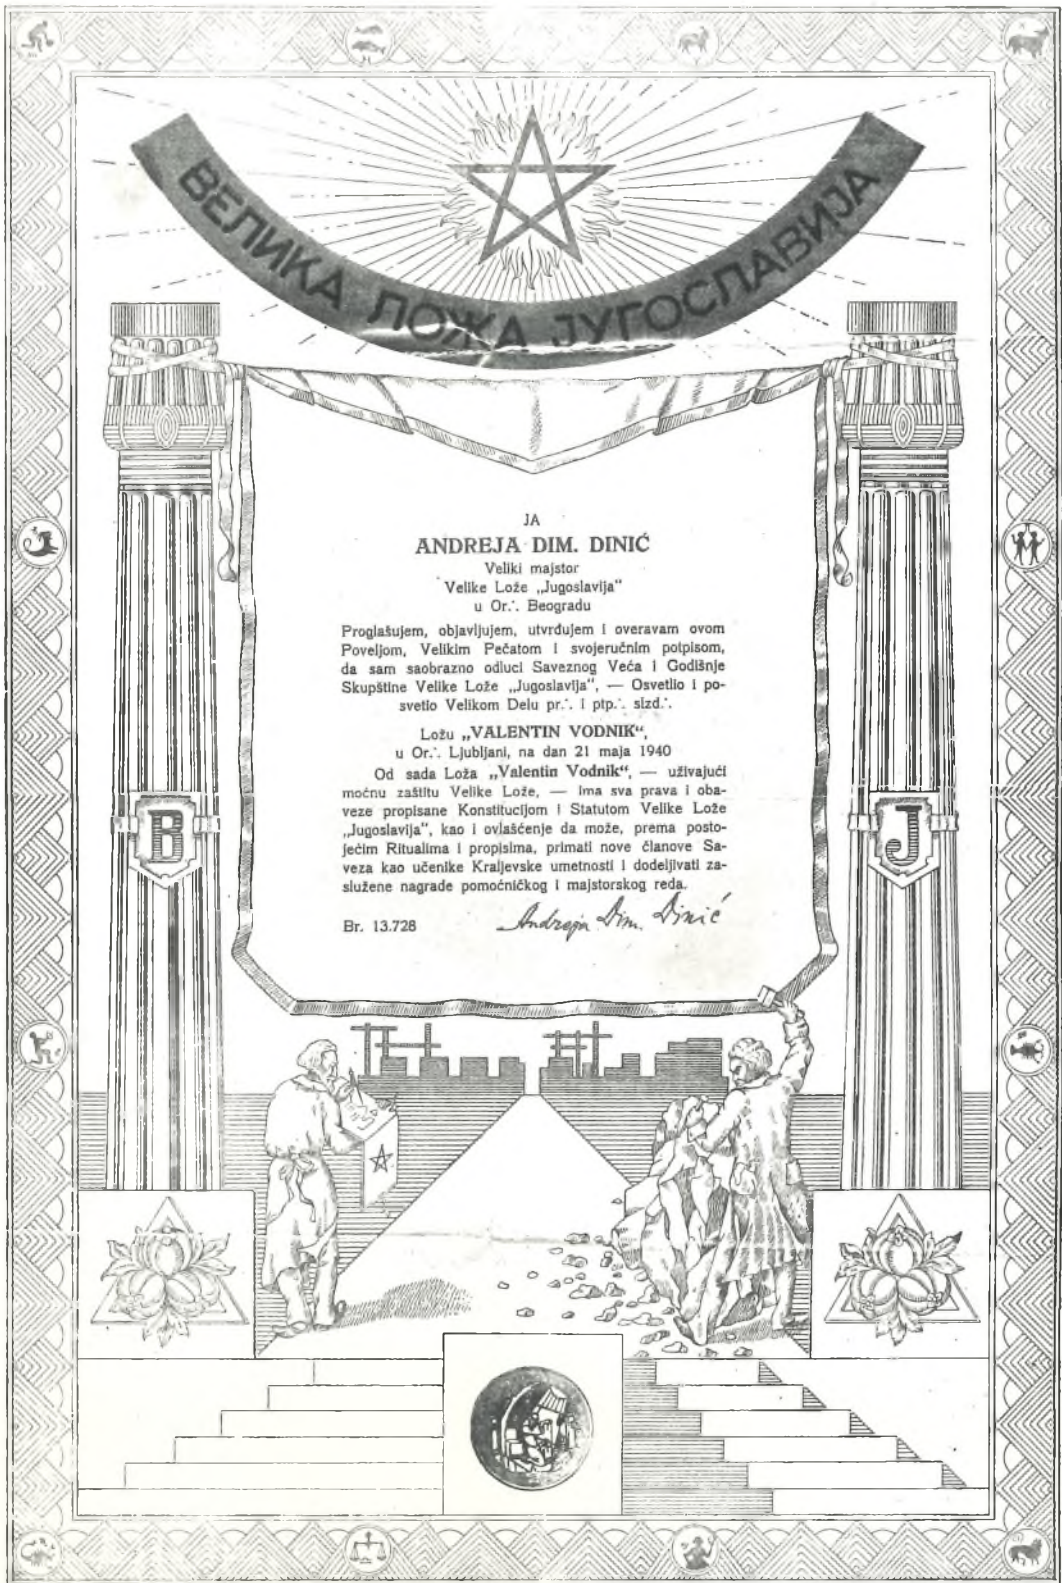 ВЕЛИКА ЛОЖА ЈУГОСЛАВИЈА
JA
ANDREJA DIM. DINIĆ
Veliki majstor
Velike Lože „Jugoslavija“
u Or.˙. Beogradu
Proglašujem, objavljujem, utvrđujem i overavam ovom
Poveljom, Velikim Pečatom i svojeručnim potpisom,
da sam saobrazno odluci Saveznog Veća i Godišnje
Skupštine Velike Lože „Jugoslavija“, — Osvetlio i po-
svetio Velikom Delu pr.˙. i ptp.˙. sizd.˙.
Ložu „VALENTIN VODNIK“,
u Or.˙. Ljubljani, na dan 21 maja 1940
Od sada Loža „Valentin Vodnik“, — uživajući
moćnu zaštitu Velike Lože, — ima sva prava i oba-
veze propisane Konstitucijom i Statutom Velike Lože
„Jugoslavija“, kao i ovlašćenje da može, prema posto-
jećim Ritualima i propisima, primati nove članove Sa-
veza kao učenike Kraljevske umetnosti i dodeljivati za-
služene nagrade pomoćničkog i majstorskog reda.
Br. 13.728
Andreja Dim. Dinić
B
J